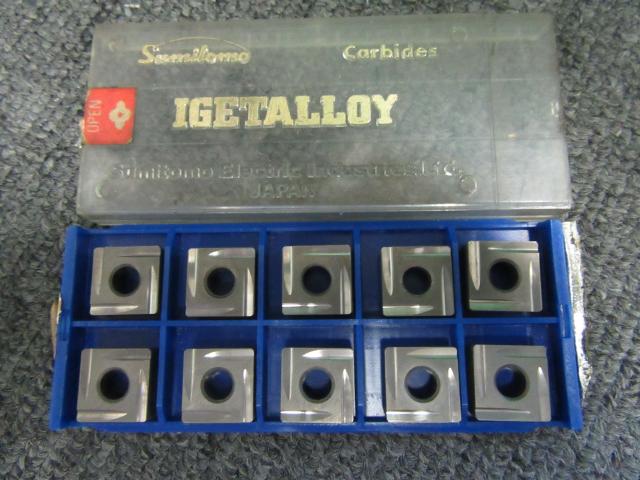 Sumitomo Carbides
OPEN
IGETALLOY
Sumitomo Electric Industries Ltd.
JAPAN